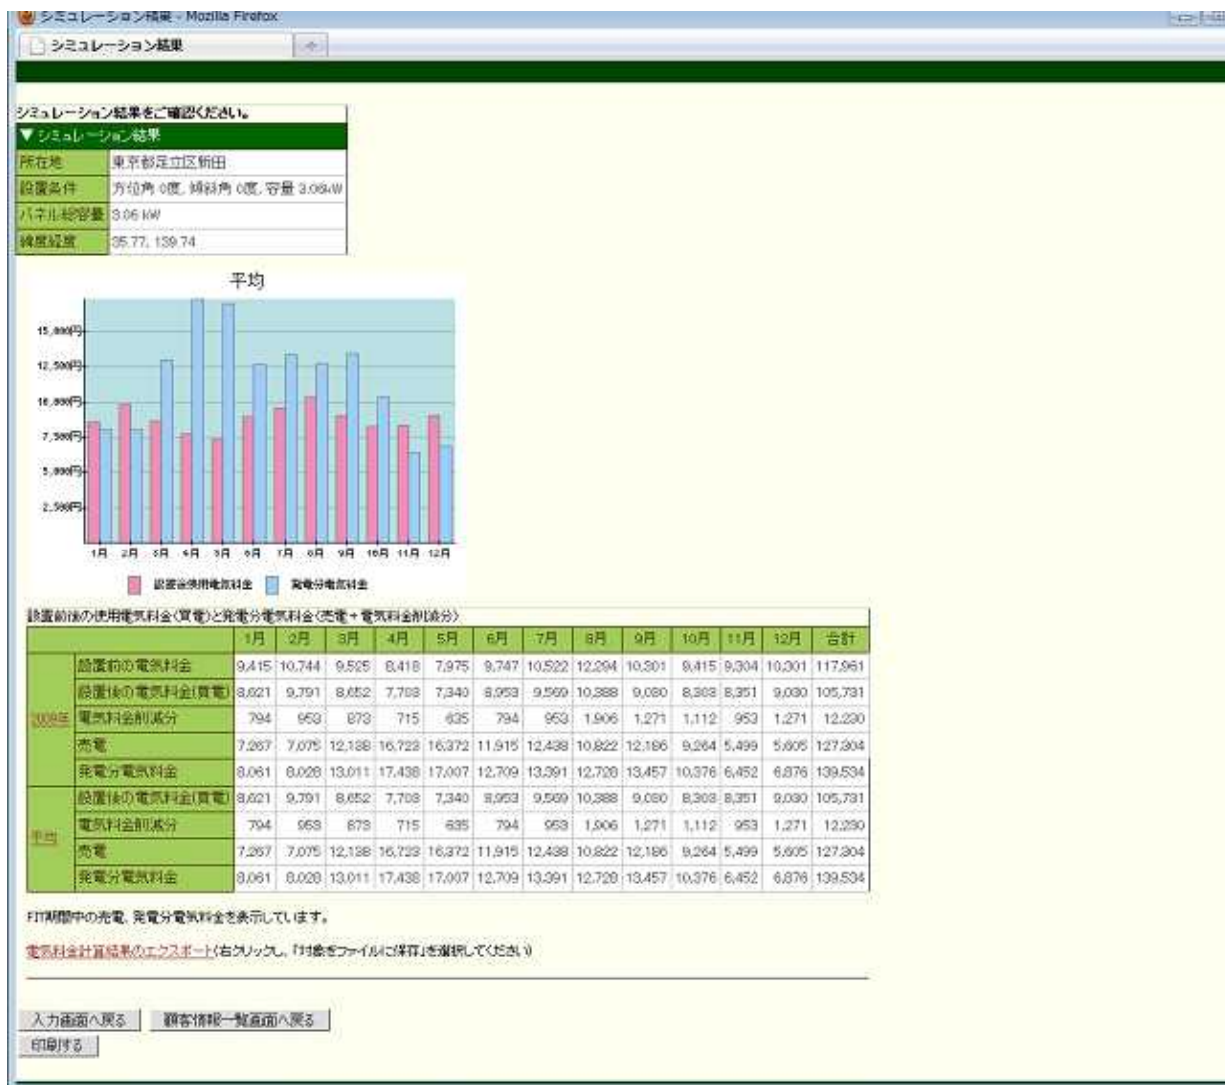 シミュレーション結果 - Mozilla Firefox
シミュレーション結果
シミュレーション結果をご確認ください。
▼ シミュレーション結果
所在地 東京都足立区新田
設置条件 方位角 0度, 傾斜角 0度, 容量 3.06kW
パネル総容量 3.06 kW
緯度経度 35.77, 139.74
平均
15,000円
12,500円
10,000円
7,500円
5,000円
2,500円
1月 2月 3月 4月 5月 6月 7月 8月 9月 10月 11月 12月
設置後使用電気料金 発電分電気料金
設置前後の使用電気料金(買電)と発電分電気料金(売電+電気料金削減分)
1月 2月 3月 4月 5月 6月 7月 8月 9月 10月 11月 12月 合計
2009年
設置前の電気料金 9,415 10,744 9,525 8,418 7,975 9,747 10,522 12,294 10,301 9,415 9,304 10,301 117,961
設置後の電気料金(買電) 8,621 9,791 8,652 7,703 7,340 8,953 9,569 10,388 9,030 8,303 8,351 9,030 105,731
電気料金削減分 794 953 873 715 635 794 953 1,906 1,271 1,112 953 1,271 12,230
売電 7,267 7,075 12,138 16,723 16,372 11,915 12,438 10,822 12,186 9,264 5,499 5,605 127,304
発電分電気料金 8,061 8,028 13,011 17,438 17,007 12,709 13,391 12,728 13,457 10,376 6,452 6,876 139,534
平均
設置後の電気料金(買電) 8,621 9,791 8,652 7,703 7,340 8,953 9,569 10,388 9,030 8,303 8,351 9,030 105,731
電気料金削減分 794 953 873 715 635 794 953 1,906 1,271 1,112 953 1,271 12,230
売電 7,267 7,075 12,138 16,723 16,372 11,915 12,438 10,822 12,186 9,264 5,499 5,605 127,304
発電分電気料金 8,061 8,028 13,011 17,438 17,007 12,709 13,391 12,728 13,457 10,376 6,452 6,876 139,534
FIT期間中の売電、発電分電気料金を表示しています。
電気料金計算結果のエクスポート(右クリックし、「対象をファイルに保存」を選択してください)
入力画面へ戻る 顧客情報一覧画面へ戻る
印刷する